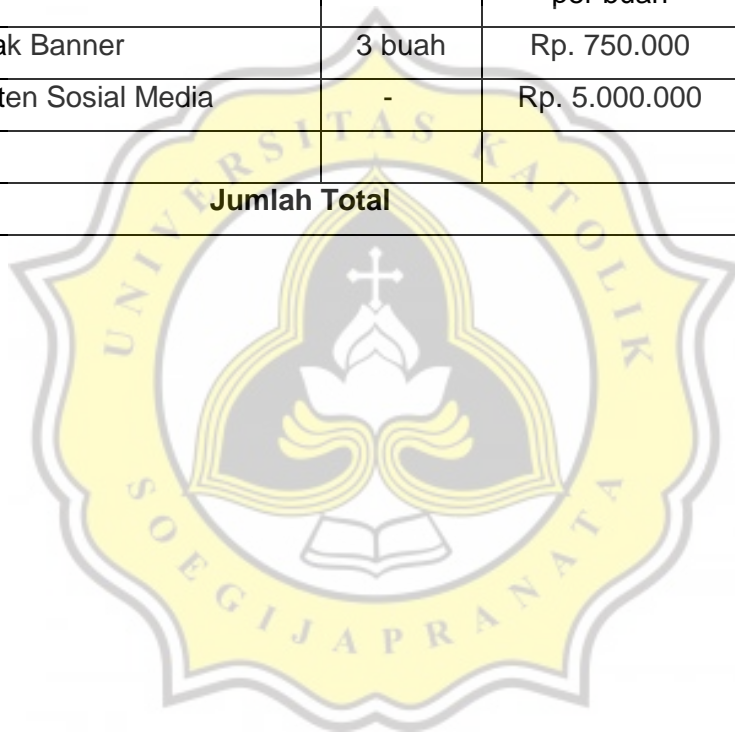 per buah
ak Banner 3 buah Rp. 750.000
ten Sosial Media - Rp. 5.000.000
Jumlah Total
UNIVERSITAS KATOLIK
SOEGIJAPRANATA